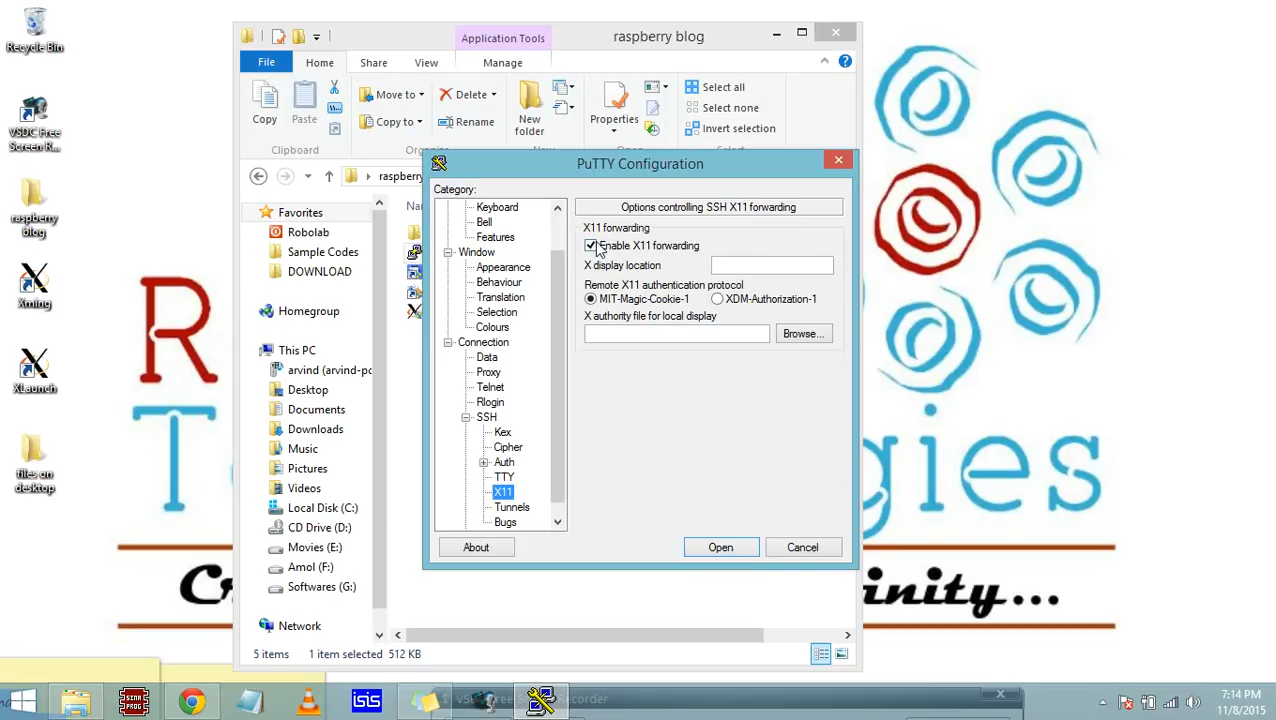 Recycle Bin
VSDC Free
Screen R...
raspberry
blog
Xming
XLaunch
files on
desktop
Application Tools
raspberry blog
File
Home
Share
View
Manage
Copy
Paste
Move to
Copy to
Delete
Rename
New
folder
Properties
Select all
Select none
Invert selection
Clipboard
Select
raspberry
Favorites
Robolab
Sample Codes
DOWNLOAD
Homegroup
This PC
arvind (arvind-pc
Desktop
Documents
Downloads
Music
Pictures
Videos
Local Disk (C:)
CD Drive (D:)
Movies (E:)
Amol (F:)
Softwares (G:)
Network
5 items
1 item selected 512 KB
PuTTY Configuration
Category:
Keyboard
Bell
Features
Window
Appearance
Behaviour
Translation
Selection
Colours
Connection
Data
Proxy
Telnet
Rlogin
SSH
Kex
Cipher
Auth
TTY
X11
Tunnels
Bugs
Options controlling SSH X11 forwarding
X11 forwarding
Enable X11 forwarding
X display location
Remote X11 authentication protocol
MIT-Magic-Cookie-1
XDM-Authorization-1
X authority file for local display
Browse...
About
Open
Cancel
isis
7:14 PM
11/8/2015